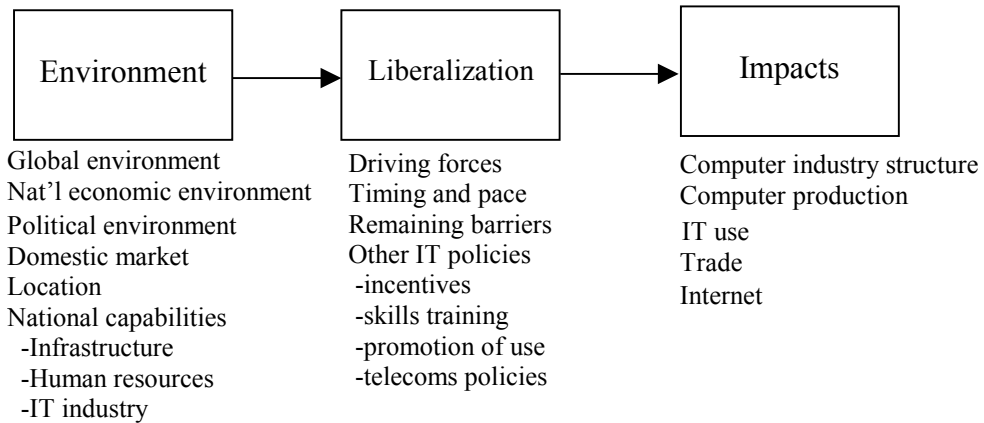 Environment
Global environment
Nat’l economic environment
Political environment
Domestic market
Location
National capabilities
-Infrastructure
-Human resources
-IT industry
Liberalization
Driving forces
Timing and pace
Remaining barriers
Other IT policies
-incentives
-skills training
-promotion of use
-telecoms policies
Impacts
Computer industry structure
Computer production
IT use
Trade
Internet